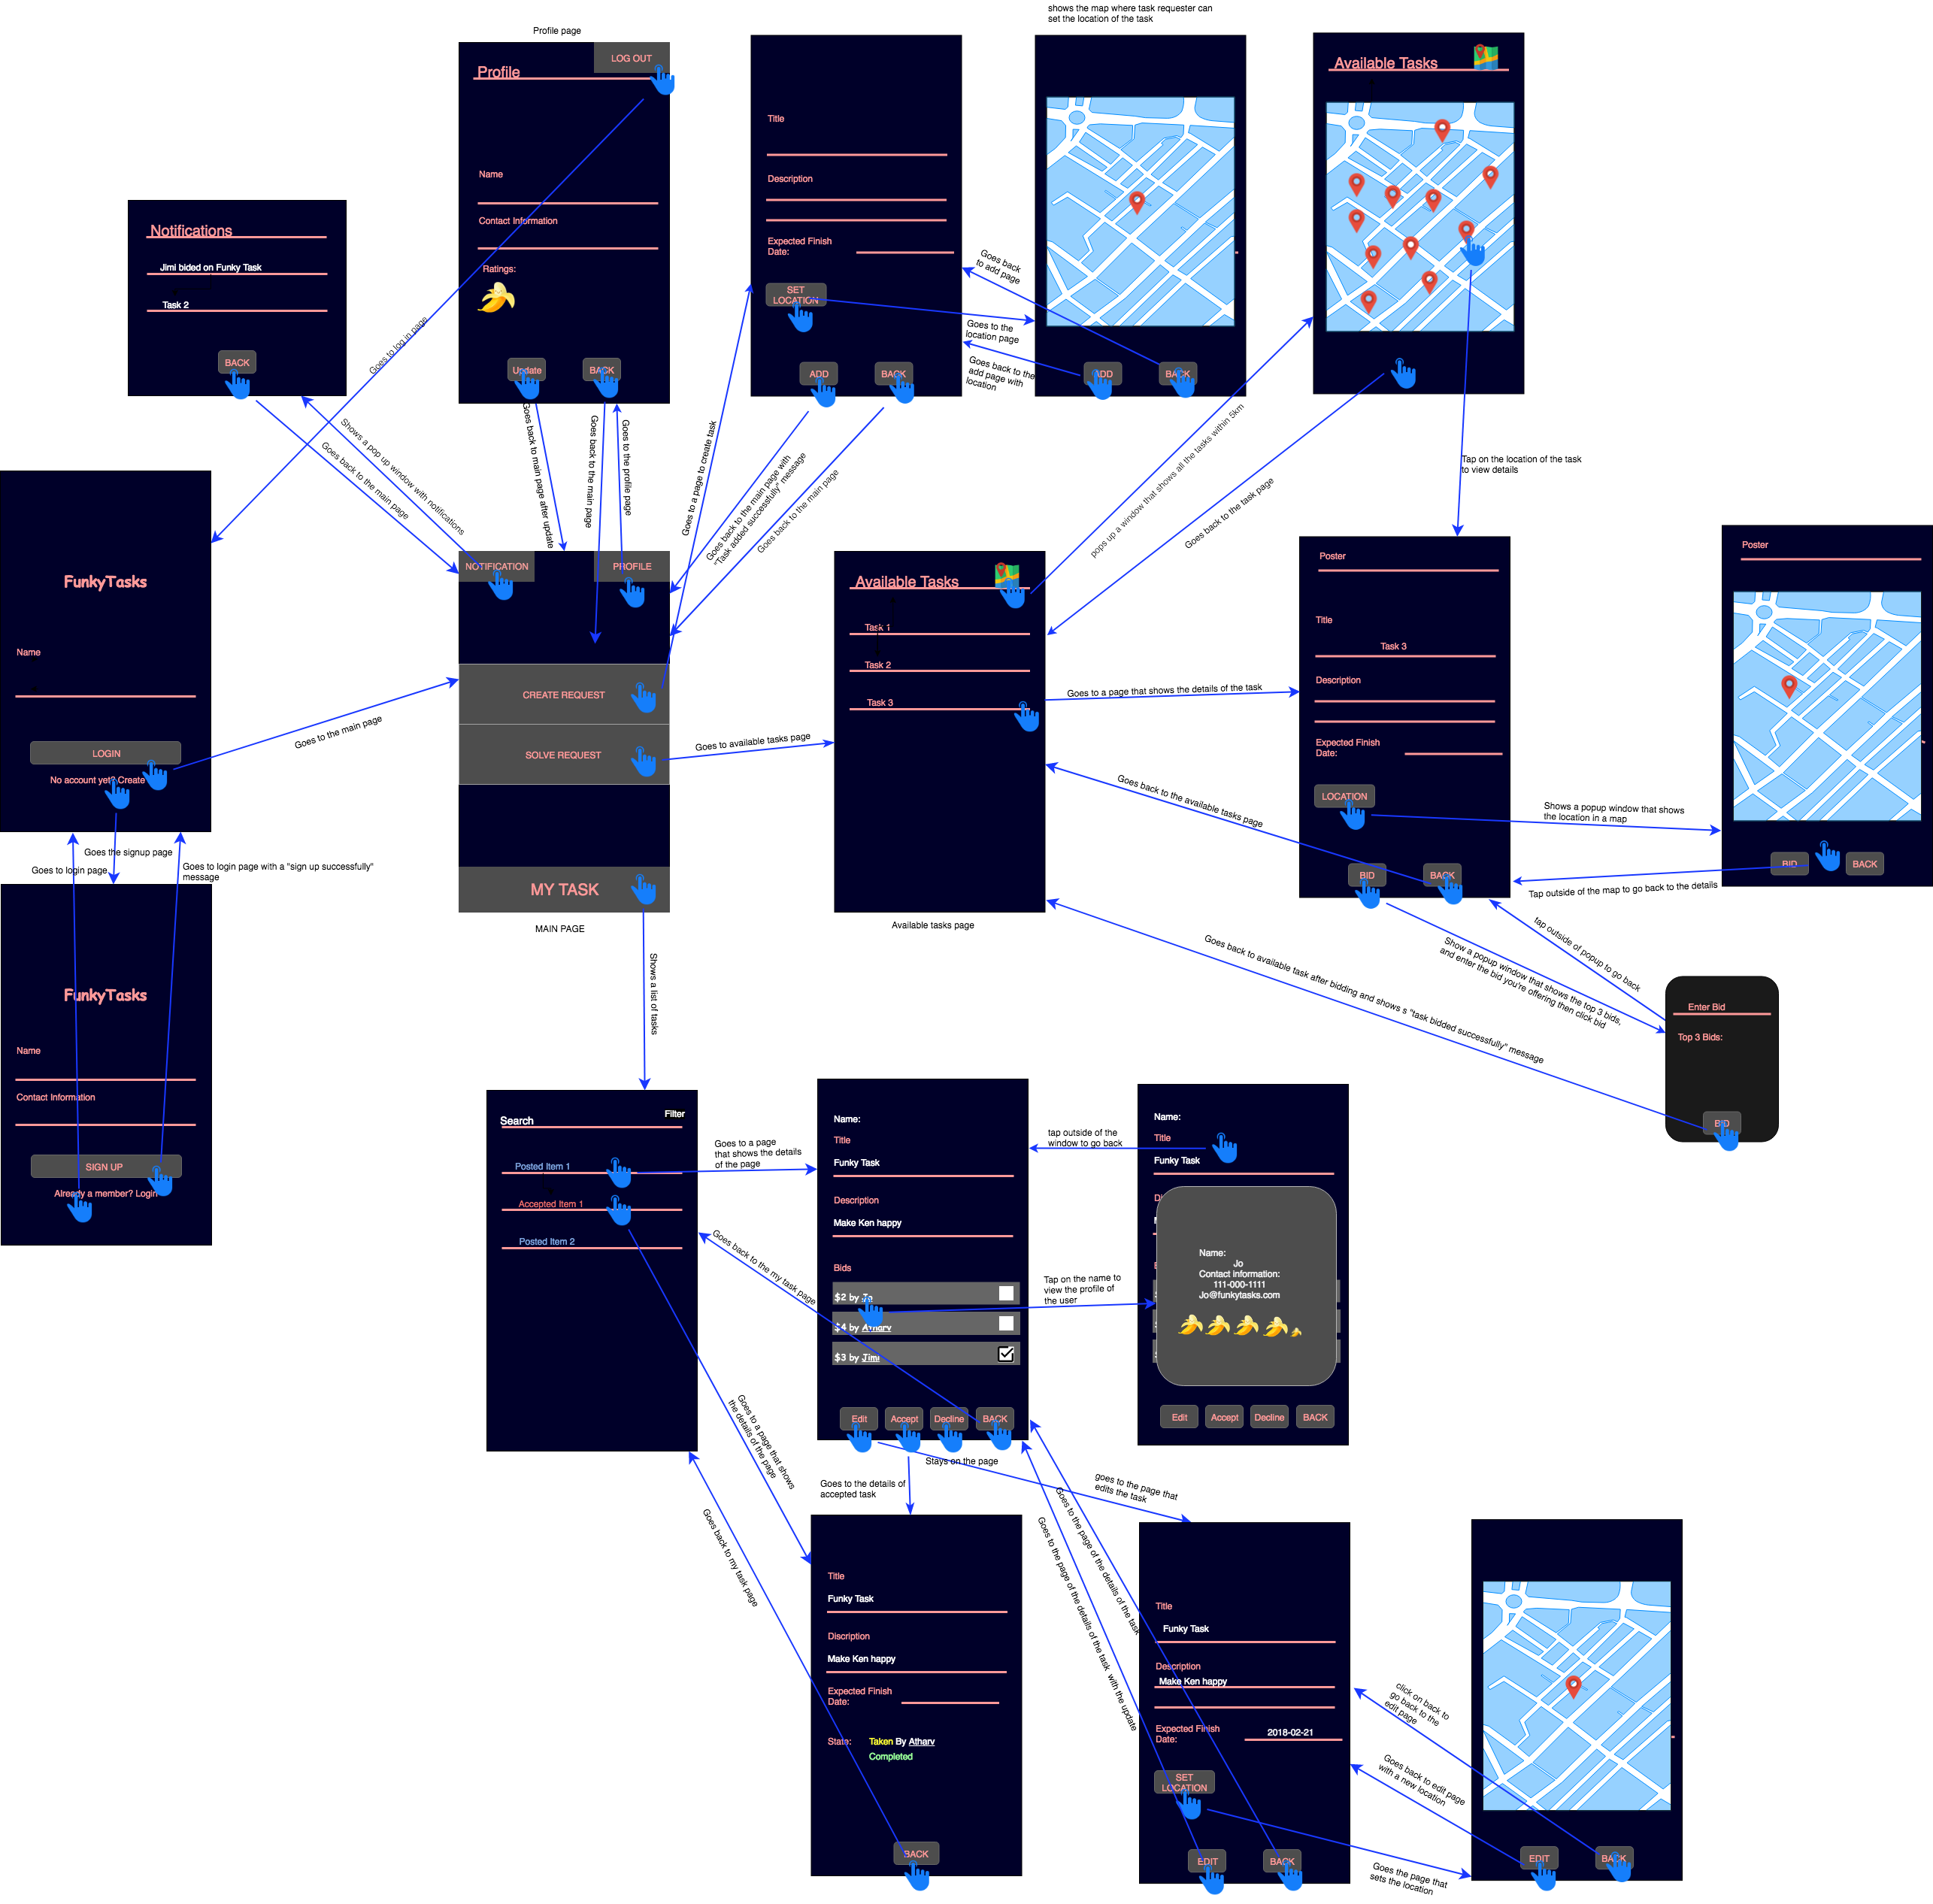 shows the map where task requester can
set the location of the task
Profile page
LOG OUT
Profile
Name
Contact Information
Ratings:
Update
BACK
Title
Description
Expected Finish
Date:
SET
LOCATION
ADD
BACK
Goes back
to add page
Goes to the
location page
Goes back to the
add page with
location
ADD
BACK
Available Tasks
Notifications
Jimi bided on Funky Task
Task 2
BACK
Goes to log in page
Shows a pop up window with notifications
Goes back to the main page
Goes back to main page after update
Goes back to the main page
Goes to the profile page
Goes to a page to create task
Goes back to the main page with
"Task added successfully" message
Goes back to the main page
pops up a window that shows all the tasks within 5km
Goes back to the task page
Tap on the location of the task
to view details
FunkyTasks
Name
LOGIN
No account yet? Create
Goes to the main page
Goes the signup page
Goes to login page
Goes to login page with a "sign up successfully"
message
NOTIFICATION
PROFILE
CREATE REQUEST
SOLVE REQUEST
MY TASK
MAIN PAGE
Goes to available tasks page
Available Tasks
Task 1
Task 2
Task 3
Available tasks page
Goes to a page that shows the details of the task
Goes back to the available tasks page
Poster
Title
Task 3
Description
Expected Finish
Date:
LOCATION
BID
BACK
Shows a popup window that shows
the location in a map
Poster
BID
BACK
Tap outside of the map to go back to the details
tap outside of popup to go back
Show a popup window that shows the top 3 bids,
and enter the bid you're offering then click bid
Goes back to available task after bidding and shows s "task bidded successfully" message
Enter Bid
Top 3 Bids:
BID
FunkyTasks
Name
Contact Information
SIGN UP
Already a member? Login
Shows a list of tasks
Search
Filter
Posted Item 1
Accepted Item 1
Posted Item 2
Goes to a page
that shows the details
of the page
Goes back to the my task page
Goes to a page that shows
the details of the page
Goes back to my task page
Name:
Title
Funky Task
Description
Make Ken happy
Bids
$2 by Jo
$4 by Atharv
$3 by Jimi
Edit
Accept
Decline
BACK
Stays on the page
tap outside of the
window to go back
Tap on the name to
view the profile of
the user
Name:
Title
Funky Task
Name:
Jo
Contact Information:
111-000-1111
Jo@funkytasks.com
Edit
Accept
Decline
BACK
Goes to the details of
accepted task
goes to the page that
edits the task
Goes to the page of the details of the task
Goes to the page of the details of the task with the update
Title
Funky Task
Discription
Make Ken happy
Expected Finish
Date:
State:
Taken By Atharv
Completed
BACK
Title
Funky Task
Description
Make Ken happy
Expected Finish
Date:
2018-02-21
SET
LOCATION
EDIT
BACK
click on back to
go back to the
edit page
Goes back to edit page
with a new location
Goes the page that
sets the location
EDIT
BACK